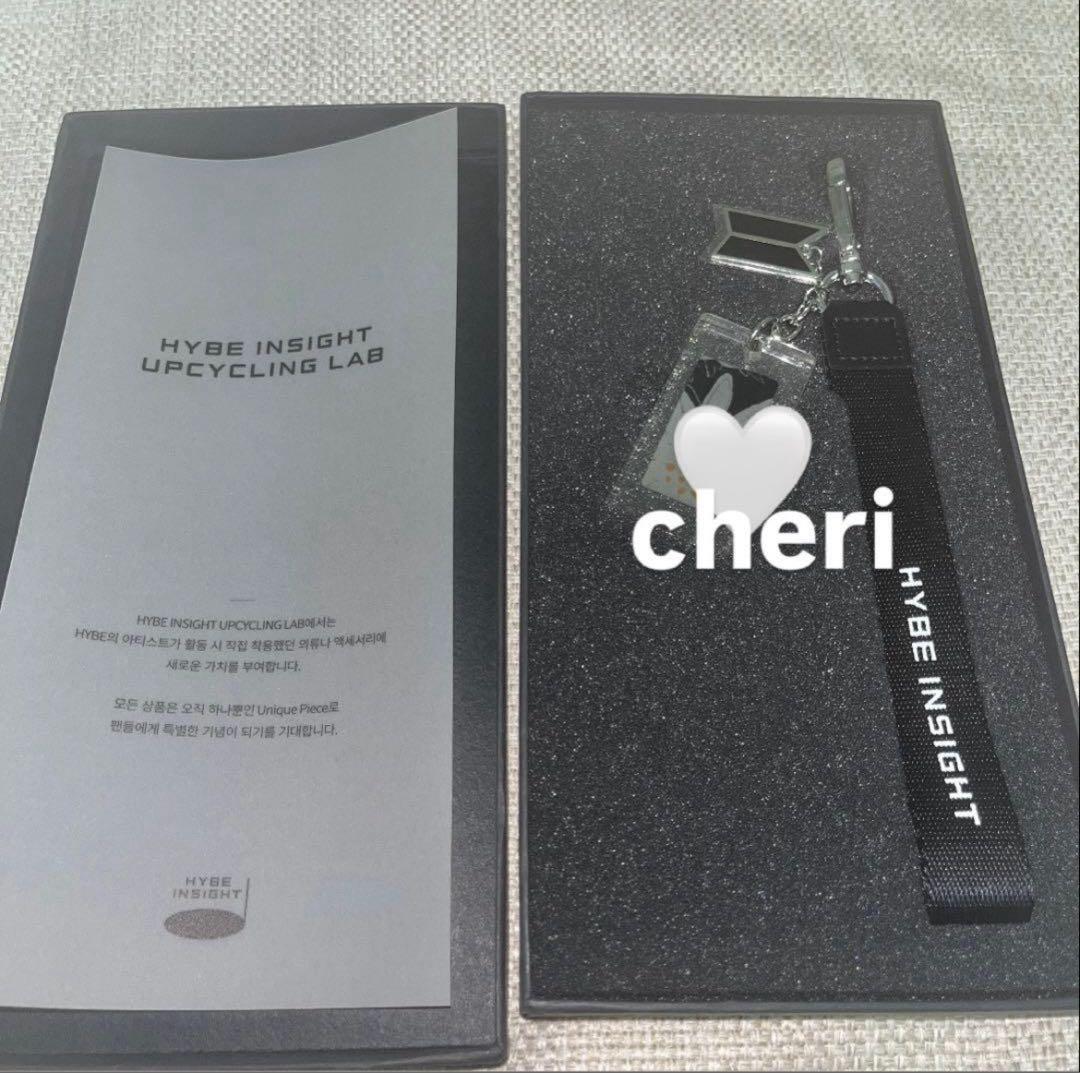 HYBE INSIGHT
UPCYCLING LAB
HYBE INSIGHT UPCYCLING LAB에서는
HYBE의 아티스트가 활동 시 직접 착용했던 의류나 액세서리에
새로운 가치를 부여합니다.
모든 상품은 오직 하나뿐인 Unique Piece로
팬들에게 특별한 기념이 되기를 기대합니다.
HYBE
INSIGHT
cheri
HYBE INSIGHT